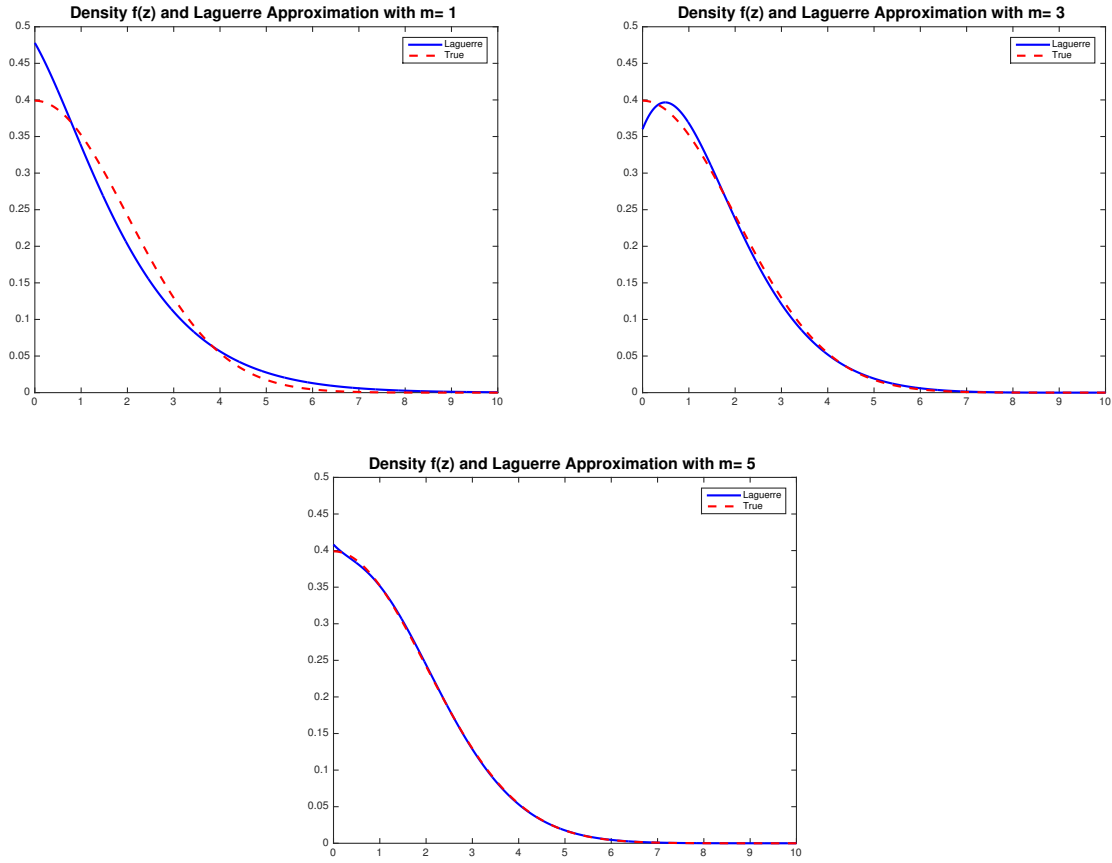 Density f(z) and Laguerre Approximation with m= 1
0.5
0.45
0.4
0.35
0.3
0.25
0.2
0.15
0.1
0.05
0
0 1 2 3 4 5 6 7 8 9 10
Laguerre
True
Density f(z) and Laguerre Approximation with m= 3
0.5
0.45
0.4
0.35
0.3
0.25
0.2
0.15
0.1
0.05
0
0 1 2 3 4 5 6 7 8 9 10
Laguerre
True
Density f(z) and Laguerre Approximation with m= 5
0.5
0.45
0.4
0.35
0.3
0.25
0.2
0.15
0.1
0.05
0
0 1 2 3 4 5 6 7 8 9 10
Laguerre
True